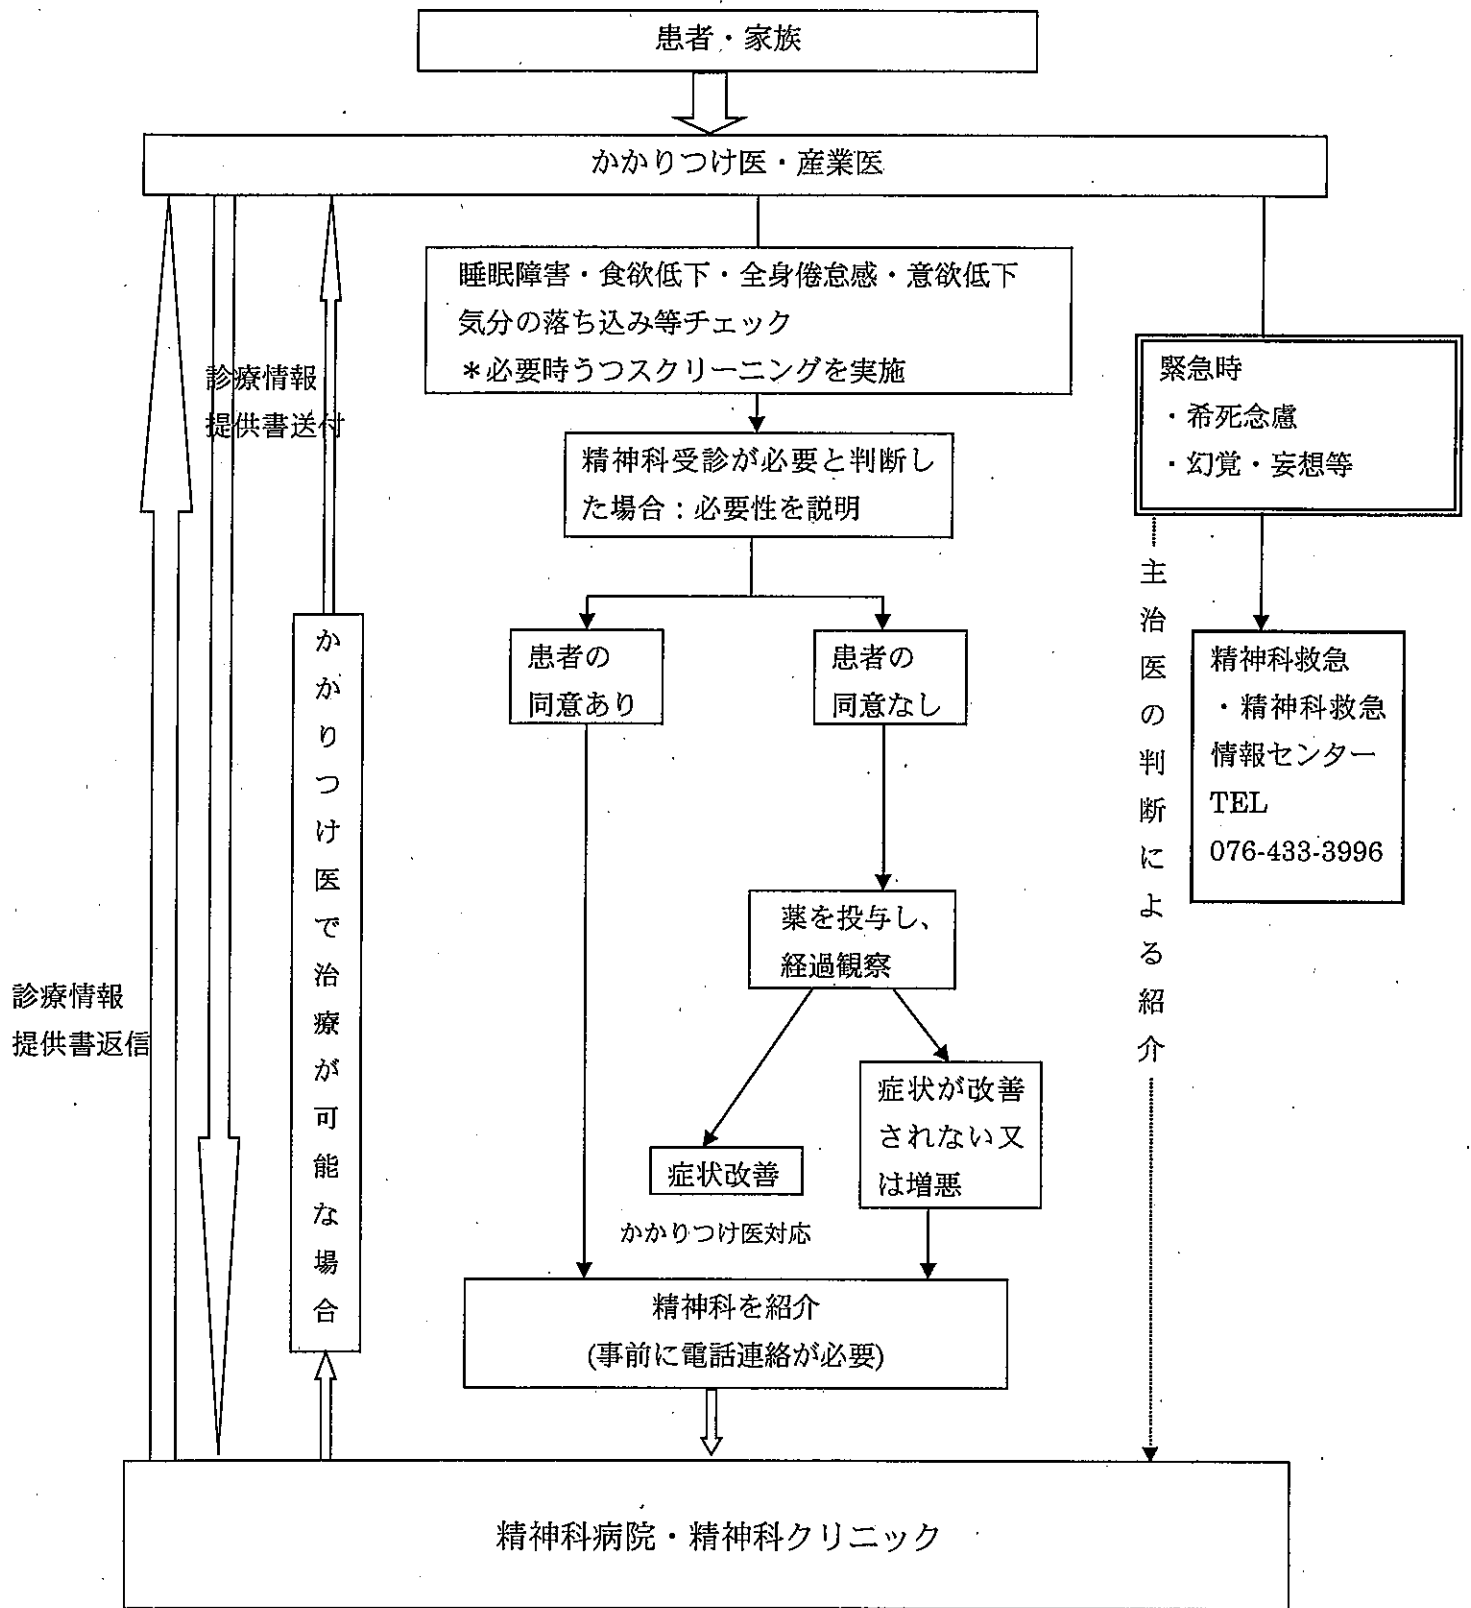 患者・家族
かかりつけ医・産業医
睡眠障害・食欲低下・全身倦怠感・意欲低下
気分の落ち込み等チェック
＊必要時うつスクリーニングを実施
診療情報
提供書送付
緊急時
・希死念慮
・幻覚・妄想等
精神科受診が必要と判断し
た場合：必要性を説明
かかりつけ医で治療が可能な場合
患者の
同意あり
患者の
同意なし
主治医の判断による紹介
精神科救急
・精神科救急
情報センター
TEL
076-433-3996
薬を投与し、
経過観察
診療情報
提供書返信
症状が改善
されない又
は増悪
症状改善
かかりつけ医対応
精神科を紹介
(事前に電話連絡が必要)
精神科病院・精神科クリニック